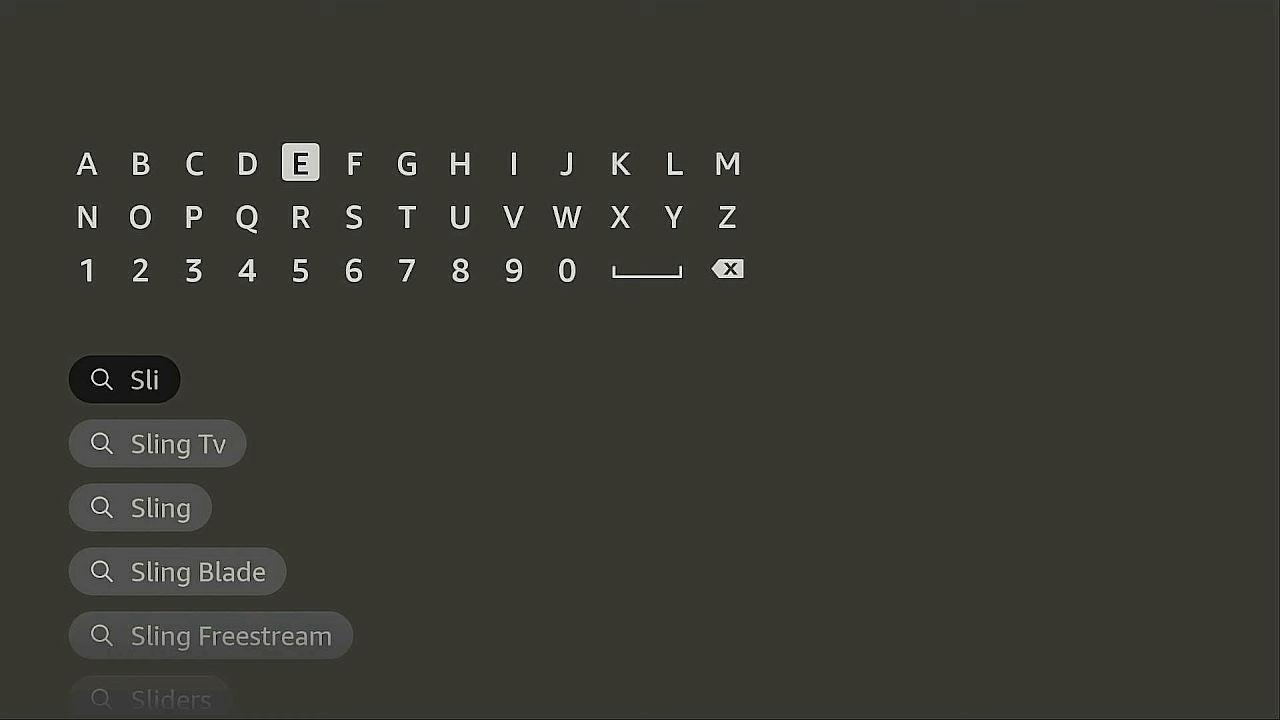 A B C D E F G H I J K L M
N O P Q R S T U V W X Y Z
1 2 3 4 5 6 7 8 9 0
Sli
Sling Tv
Sling
Sling Blade
Sling Freestream
Sliders